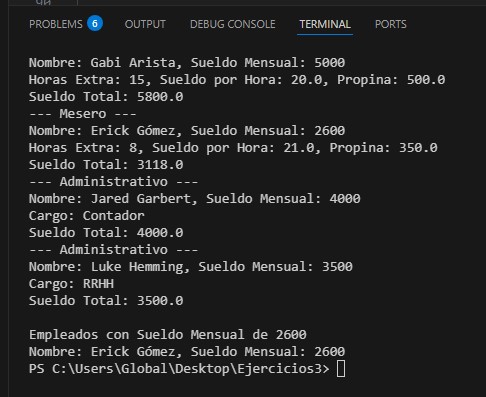 PROBLEMS 6 OUTPUT DEBUG CONSOLE TERMINAL PORTS
Nombre: Gabi Arista, Sueldo Mensual: 5000
Horas Extra: 15, Sueldo por Hora: 20.0, Propina: 500.0
Sueldo Total: 5800.0
--- Mesero ---
Nombre: Erick Gómez, Sueldo Mensual: 2600
Horas Extra: 8, Sueldo por Hora: 21.0, Propina: 350.0
Sueldo Total: 3118.0
--- Administrativo ---
Nombre: Jared Garbert, Sueldo Mensual: 4000
Cargo: Contador
Sueldo Total: 4000.0
--- Administrativo ---
Nombre: Luke Hemming, Sueldo Mensual: 3500
Cargo: RRHH
Sueldo Total: 3500.0
Empleados con Sueldo Mensual de 2600
Nombre: Erick Gómez, Sueldo Mensual: 2600
PS C:\Users\Global\Desktop\Ejercicios3>